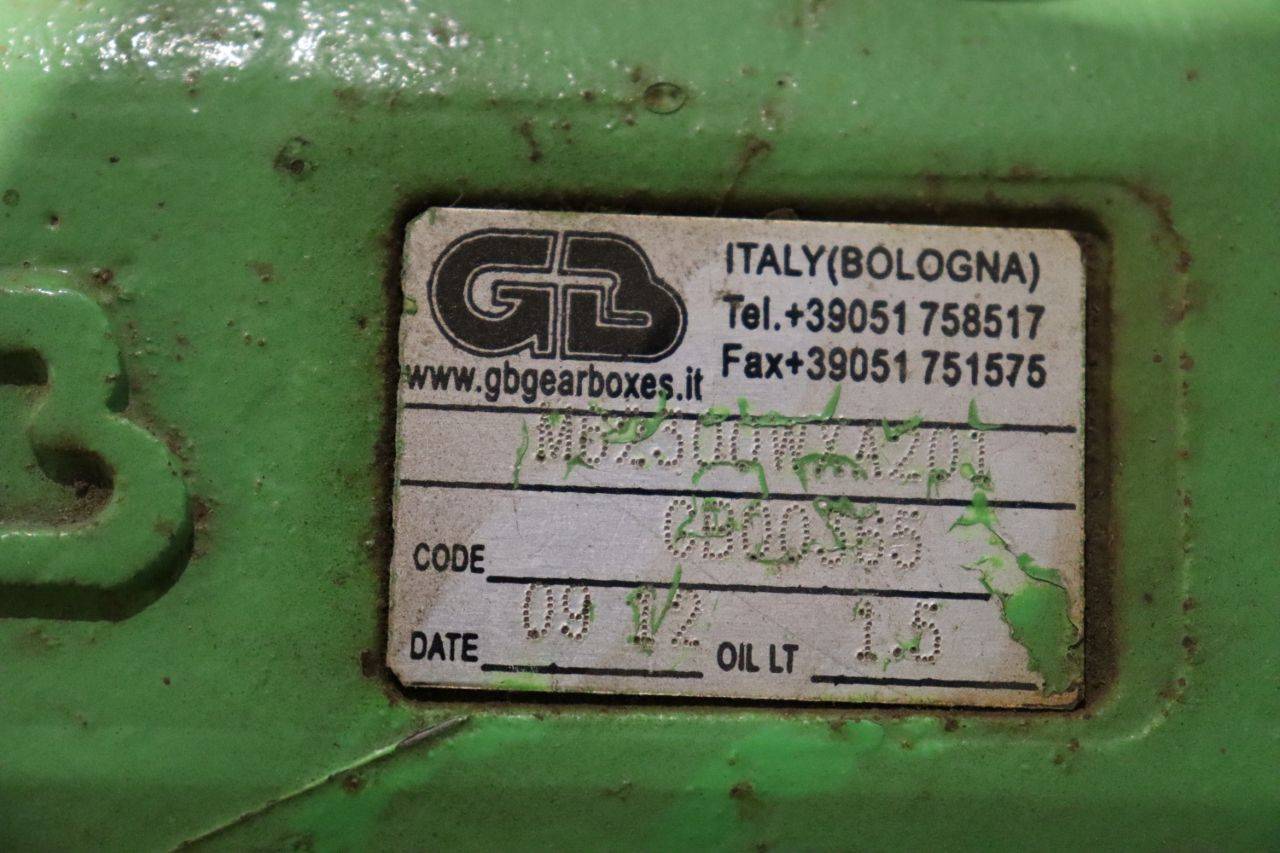 GB
ITALY(BOLOGNA)
Tel.+39051 758517
Fax+39051 751575
www.gbgearboxes.it
CODE
DATE 09 12 OIL LT 1.5
B